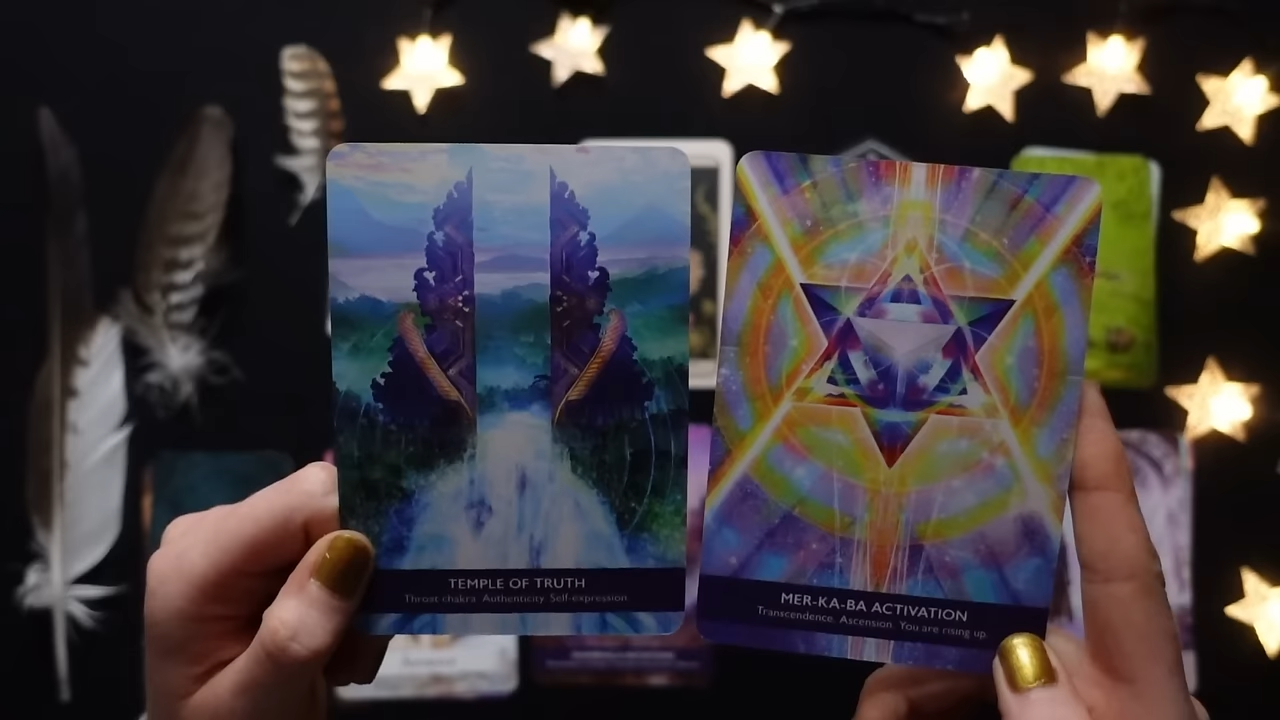 TEMPLE OF TRUTH
Throat chakra. Authenticity. Self-expression
MER-KA-BA ACTIVATION
Transcendence. Ascension. You are rising up.